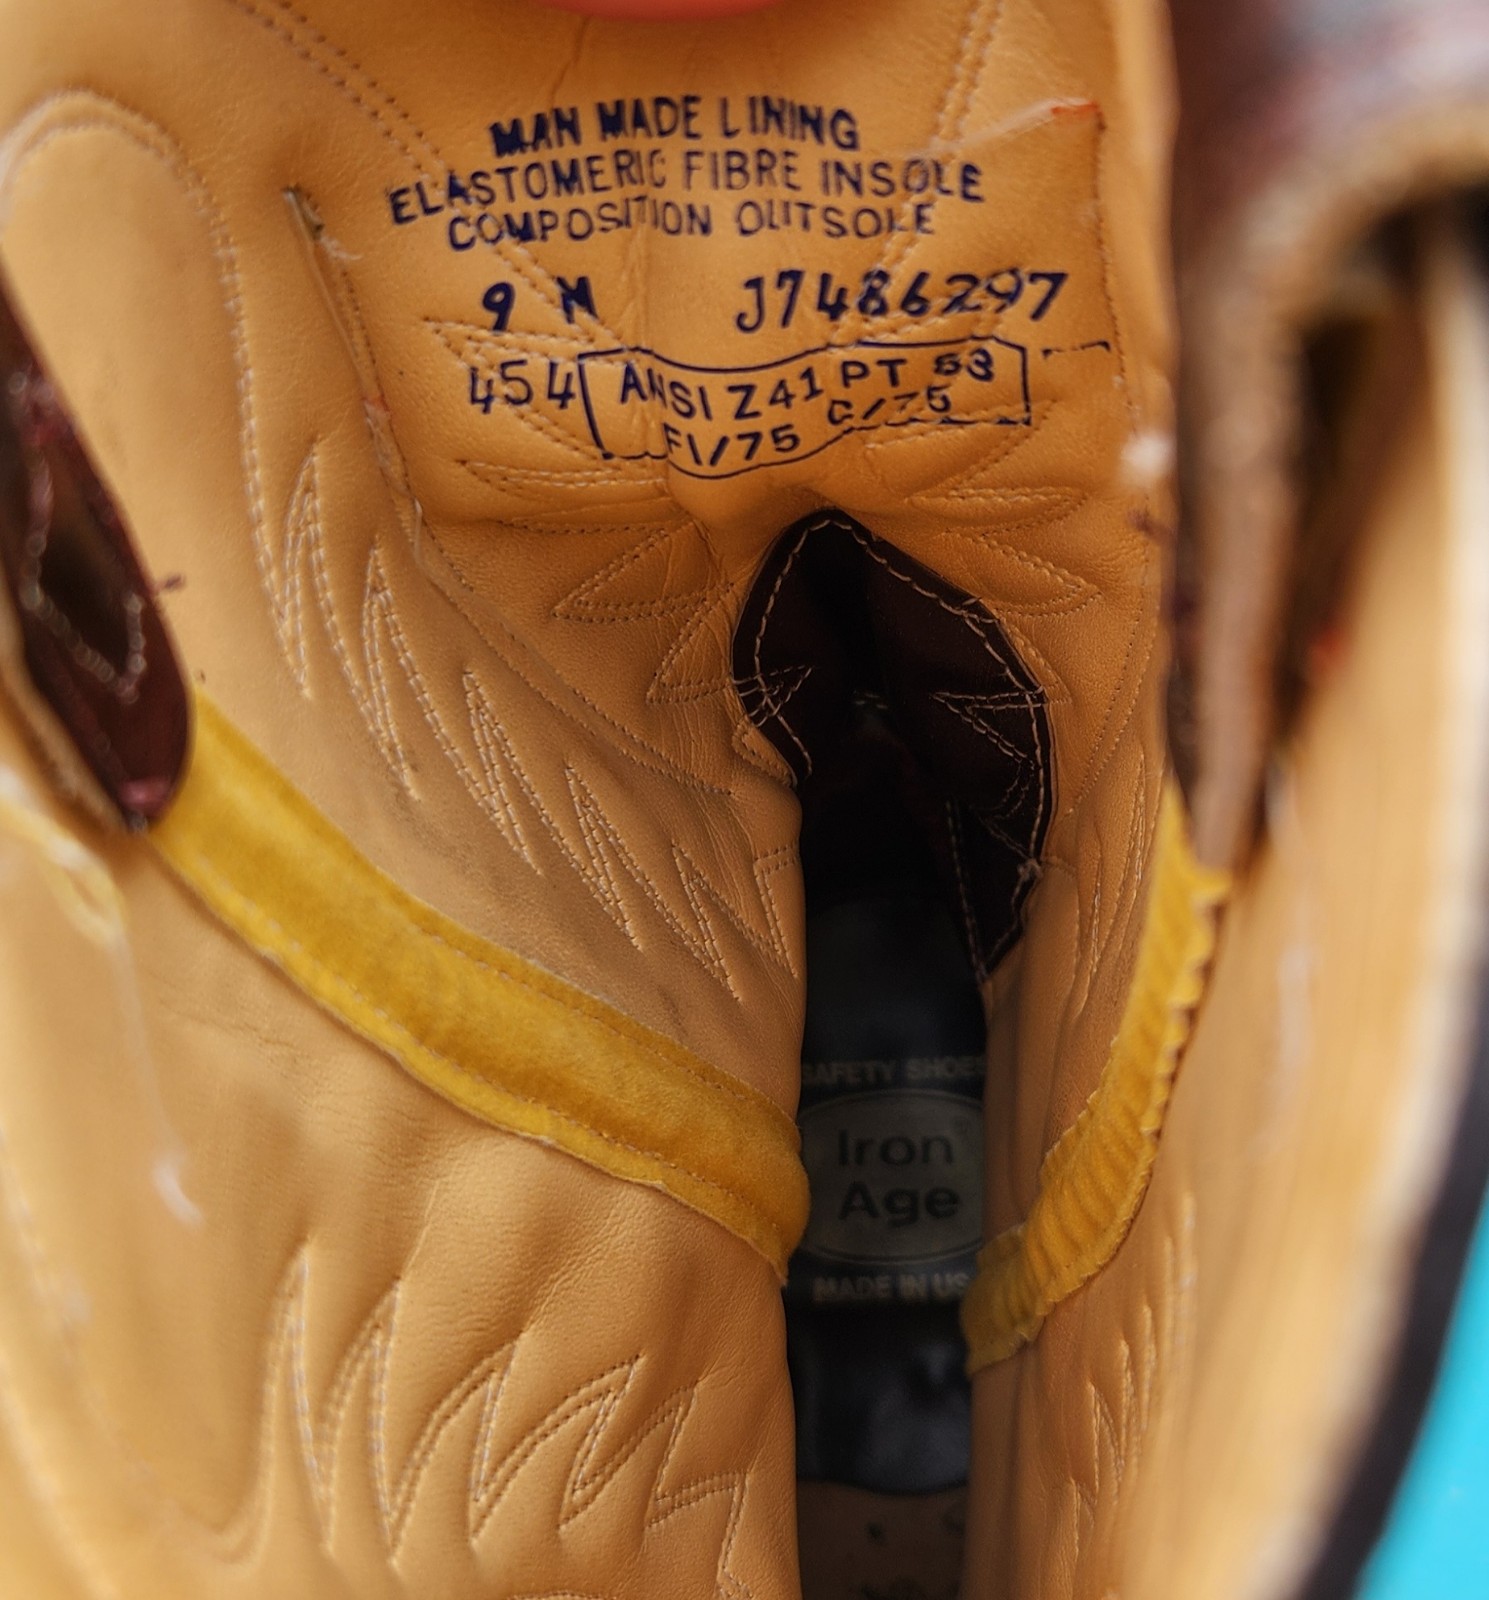 MAN MADE LINING
ELASTOMERIC FIBRE INSOLE
COMPOSITION OUTSOLE
9 M J7486297
454 ANSI Z41 PT 83
FI/75 C/75
SAFETY SHOES
Iron
Age
MADE IN US